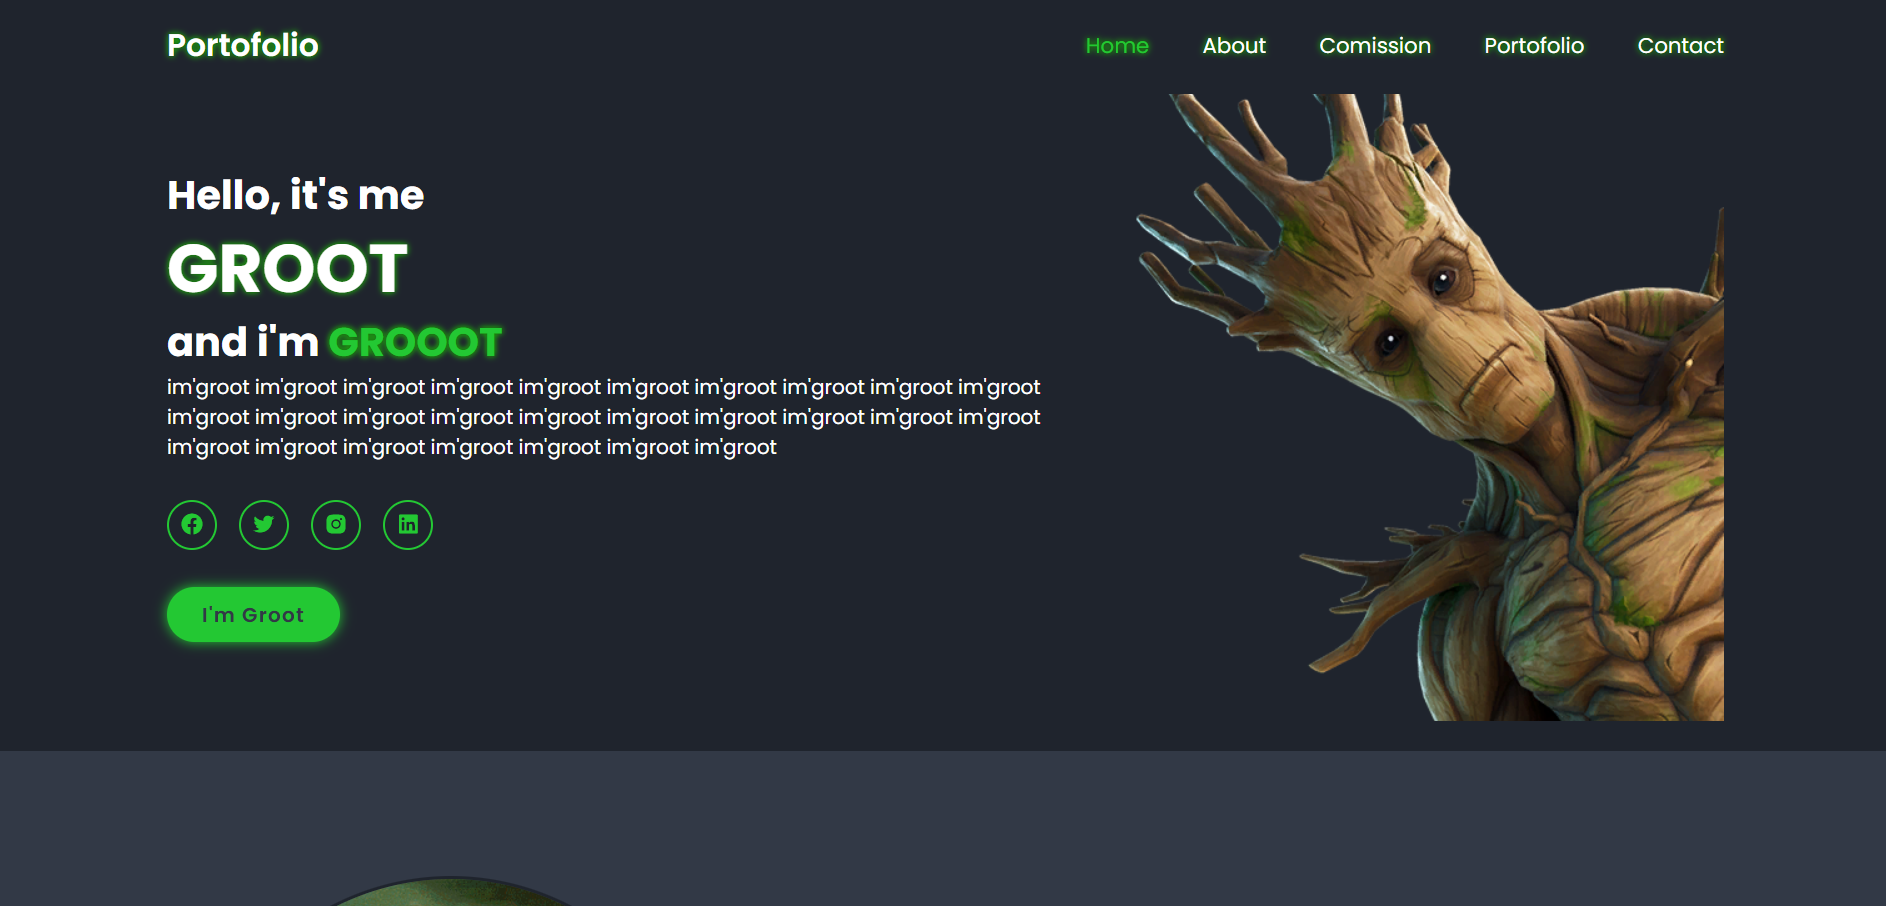 Portofolio
Home About Comission Portofolio Contact
Hello, it's me
GROOT
and i'm GROOOT
im'groot im'groot im'groot im'groot im'groot im'groot im'groot im'groot im'groot im'groot
im'groot im'groot im'groot im'groot im'groot im'groot im'groot im'groot im'groot im'groot
im'groot im'groot im'groot im'groot im'groot im'groot im'groot
I'm Groot